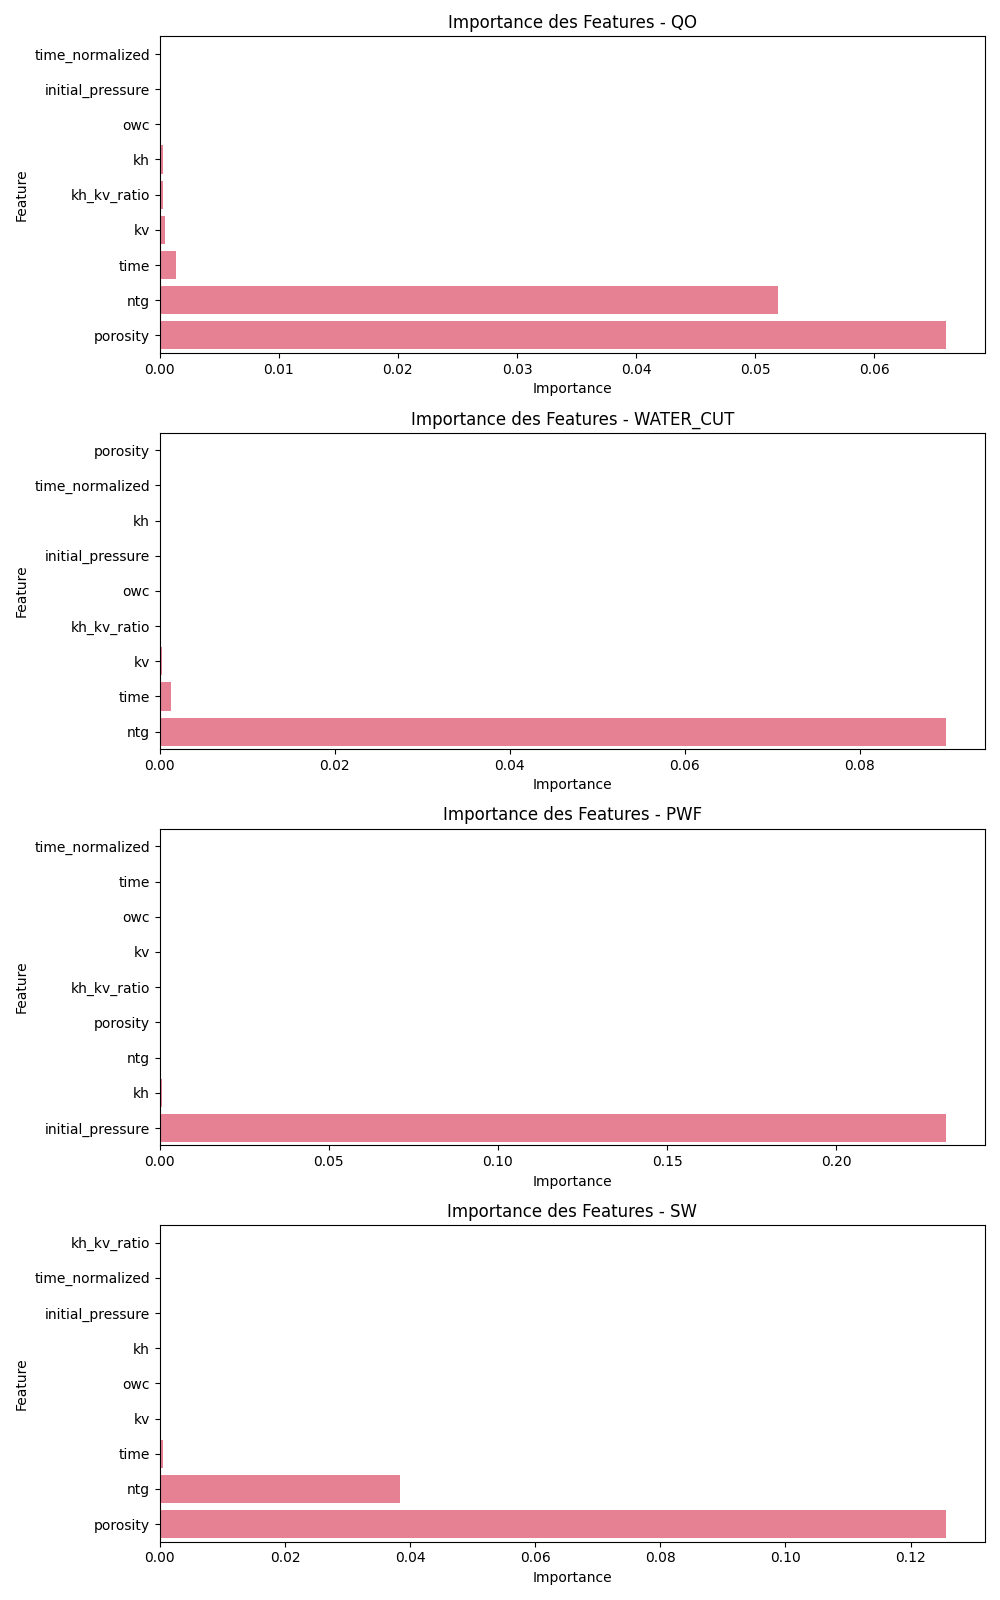 Importance des Features - QO
time_normalized
initial_pressure
owc
kh
kh_kv_ratio
kv
time
ntg
porosity
Feature
0.00 0.01 0.02 0.03 0.04 0.05 0.06
Importance
Importance des Features - WATER_CUT
porosity
time_normalized
kh
initial_pressure
owc
kh_kv_ratio
kv
time
ntg
Feature
0.00 0.02 0.04 0.06 0.08
Importance
Importance des Features - PWF
time_normalized
time
owc
kv
kh_kv_ratio
porosity
ntg
kh
initial_pressure
Feature
0.00 0.05 0.10 0.15 0.20
Importance
Importance des Features - SW
kh_kv_ratio
time_normalized
initial_pressure
kh
owc
kv
time
ntg
porosity
Feature
0.00 0.02 0.04 0.06 0.08 0.10 0.12
Importance